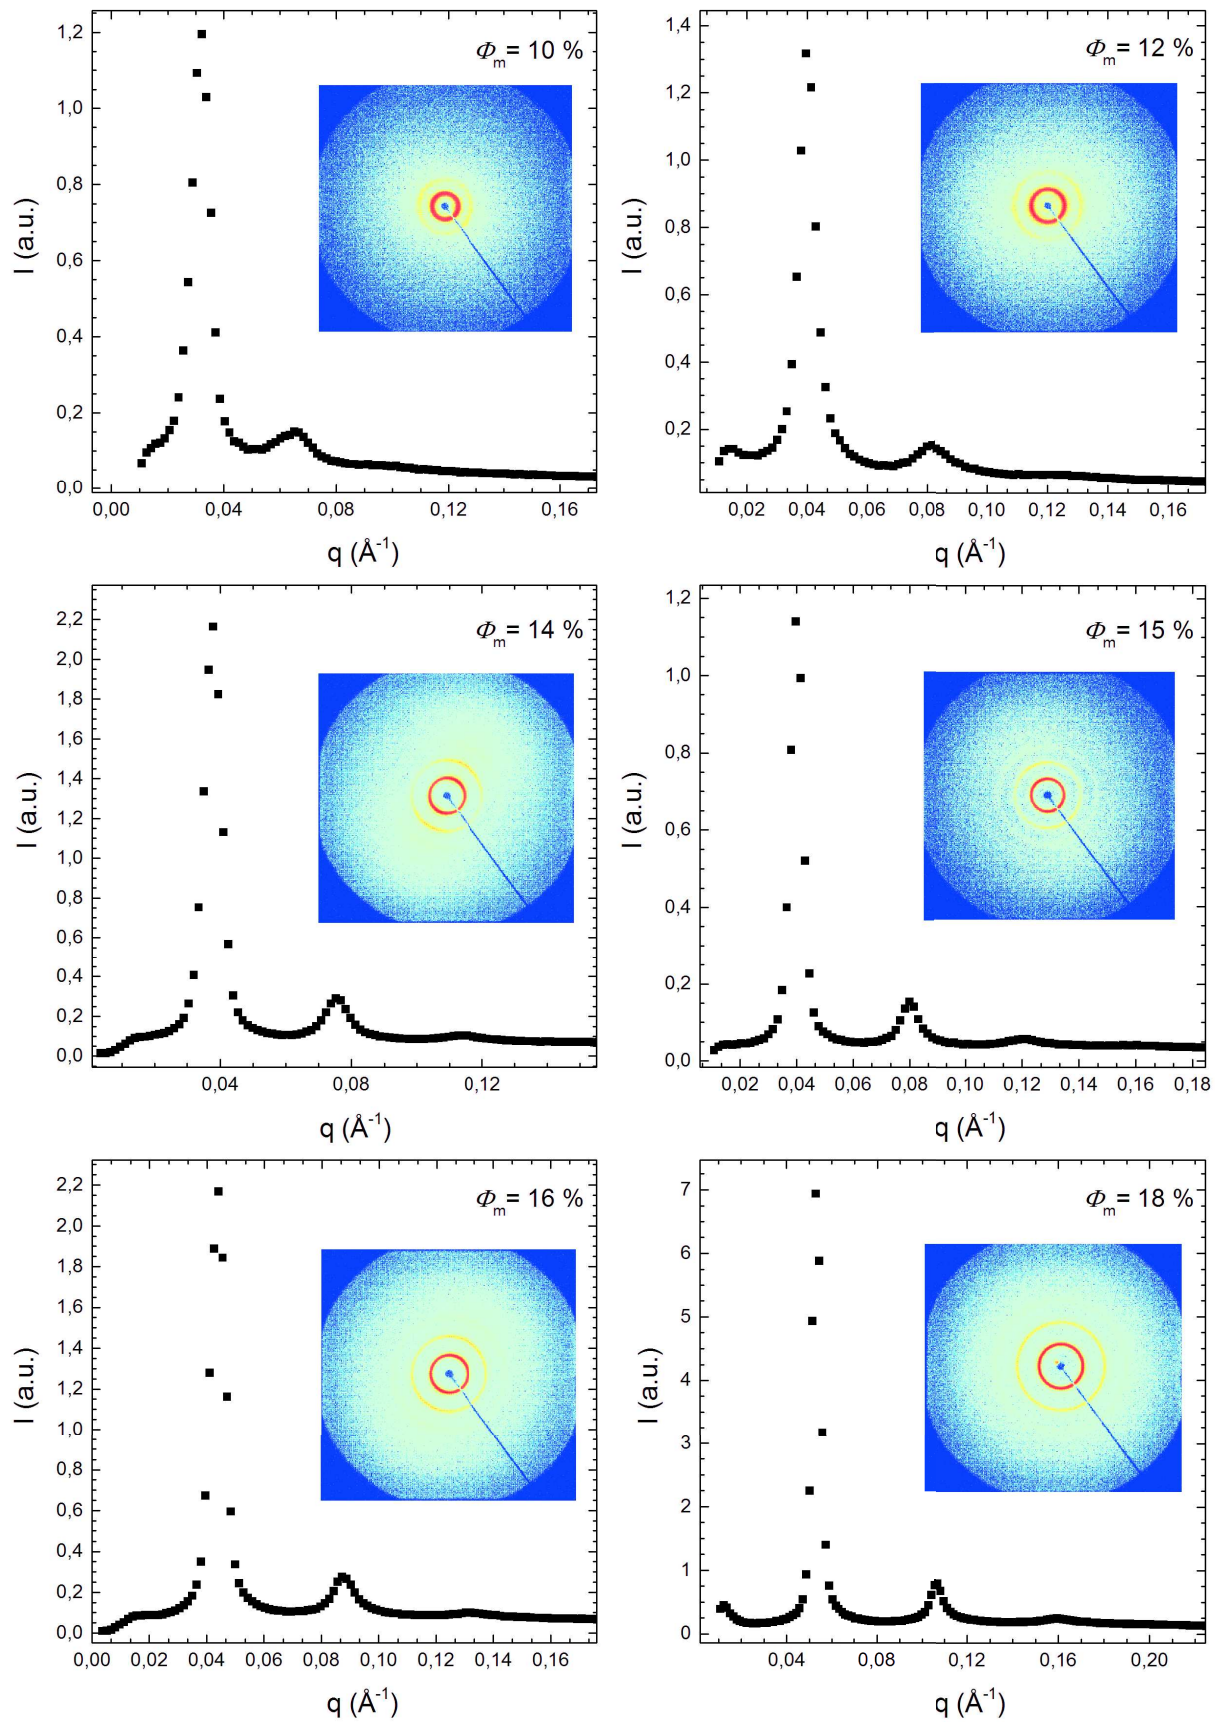 Φm= 10 %
1,2
1,0
0,8
0,6
0,4
0,2
0,0
I (a.u.)
0,00 0,04 0,08 0,12 0,16
q (Å-1)
Φm= 12 %
1,4
1,2
1,0
0,8
0,6
0,4
0,2
I (a.u.)
0,02 0,04 0,06 0,08 0,10 0,12 0,14 0,16
q (Å-1)
Φm= 14 %
2,2
2,0
1,8
1,6
1,4
1,2
1,0
0,8
0,6
0,4
0,2
0,0
I (a.u.)
0,04 0,08 0,12
q (Å-1)
Φm= 15 %
1,2
1,0
0,8
0,6
0,4
0,2
0,0
I (a.u.)
0,02 0,04 0,06 0,08 0,10 0,12 0,14 0,16 0,18
q (Å-1)
Φm= 16 %
2,2
2,0
1,8
1,6
1,4
1,2
1,0
0,8
0,6
0,4
0,2
0,0
I (a.u.)
0,00 0,02 0,04 0,06 0,08 0,10 0,12 0,14 0,16
q (Å-1)
Φm= 18 %
7
6
5
4
3
2
1
0
I (a.u.)
0,04 0,08 0,12 0,16 0,20
q (Å-1)